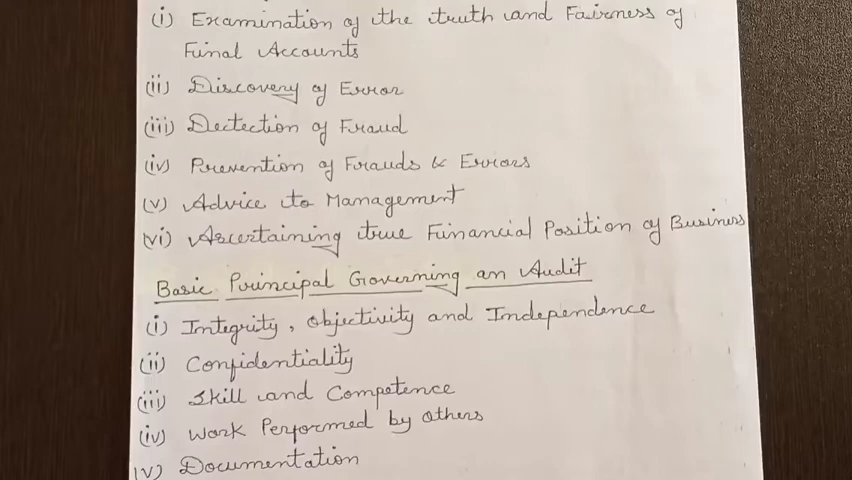 (i) Examination of the truth and Fairness of
Final Accounts
(ii) Discovery of Error
(iii) Dectection of Fraud
(iv) Prevention of Frauds & Errors
(v) Advice to Management
(vi) Ascertaining true Financial Position of Business
Basic Principal Governing an Audit
(i) Integrity, Objectivity and Independence
(ii) Confidentiality
(iii) Skill and Competence
(iv) Work Performed by Others
(v) Documentation